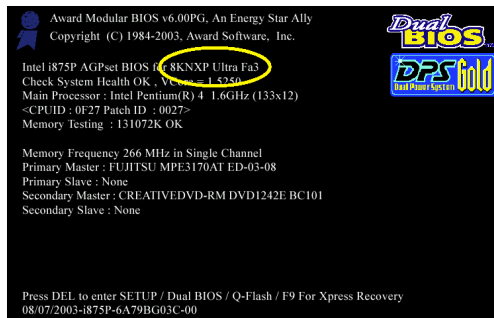 Award Modular BIOS v6.00PG, An Energy Star Ally
Copyright (C) 1984-2003, Award Software, Inc.
Dual
BIOS
Intel i875P AGPset BIOS for 8KNXP Ultra Fa3
Check System Health OK , VCore = 1.5250
Main Processor : Intel Pentium(R) 4 1.6GHz (133x12)
<CPUID : 0F27 Patch ID : 0027>
Memory Testing : 131072K OK
DPS Gold
Dual Power System
Memory Frequency 266 MHz in Single Channel
Primary Master : FUJITSU MPE3170AT ED-03-08
Primary Slave : None
Secondary Master : CREATIVEDVD-RM DVD1242E BC101
Secondary Slave : None
Press DEL to enter SETUP / Dual BIOS / Q-Flash / F9 For Xpress Recovery
08/07/2003-i875P-6A79BG03C-00